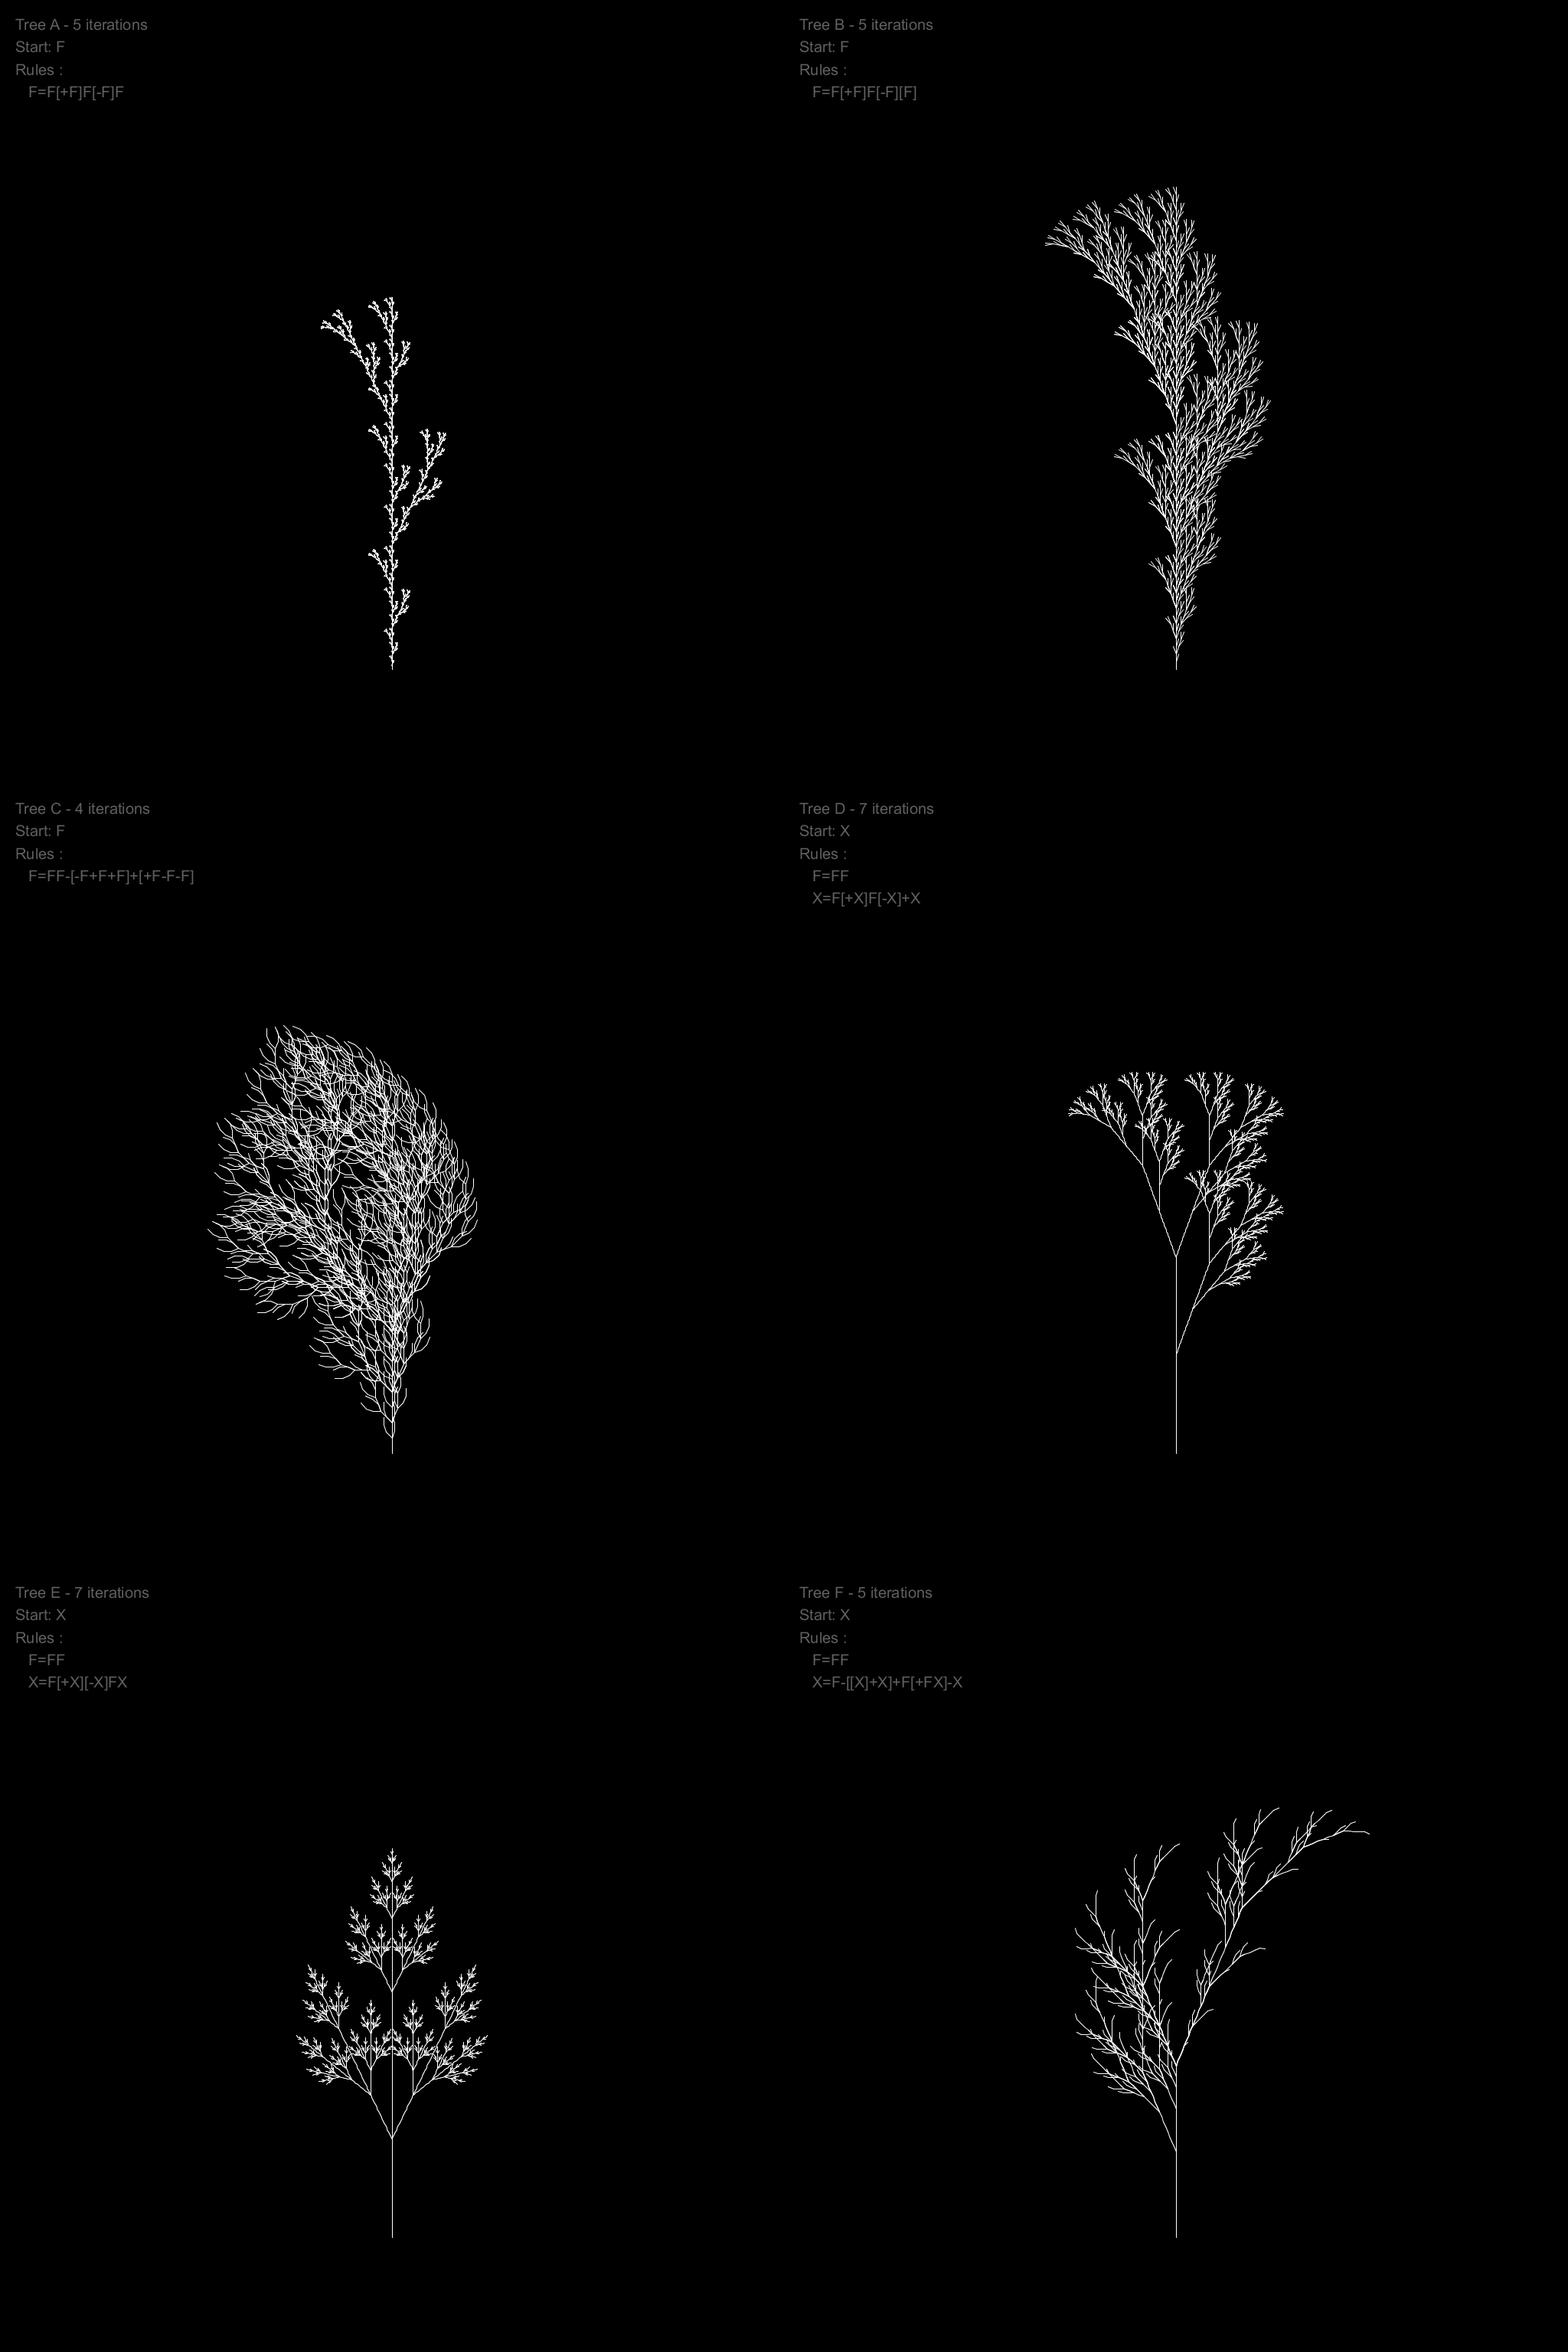 Tree A - 5 iterations
Start: F
Rules :
F=F[+F]F[-F]F
Tree B - 5 iterations
Start: F
Rules :
F=F[+F]F[-F][F]
Tree C - 4 iterations
Start: F
Rules :
F=FF-[-F+F+F]+[+F-F-F]
Tree D - 7 iterations
Start: X
Rules :
F=FF
X=F[+X]F[-X]+X
Tree E - 7 iterations
Start: X
Rules :
F=FF
X=F[+X][-X]FX
Tree F - 5 iterations
Start: X
Rules :
F=FF
X=F-[[X]+X]+F[+FX]-X